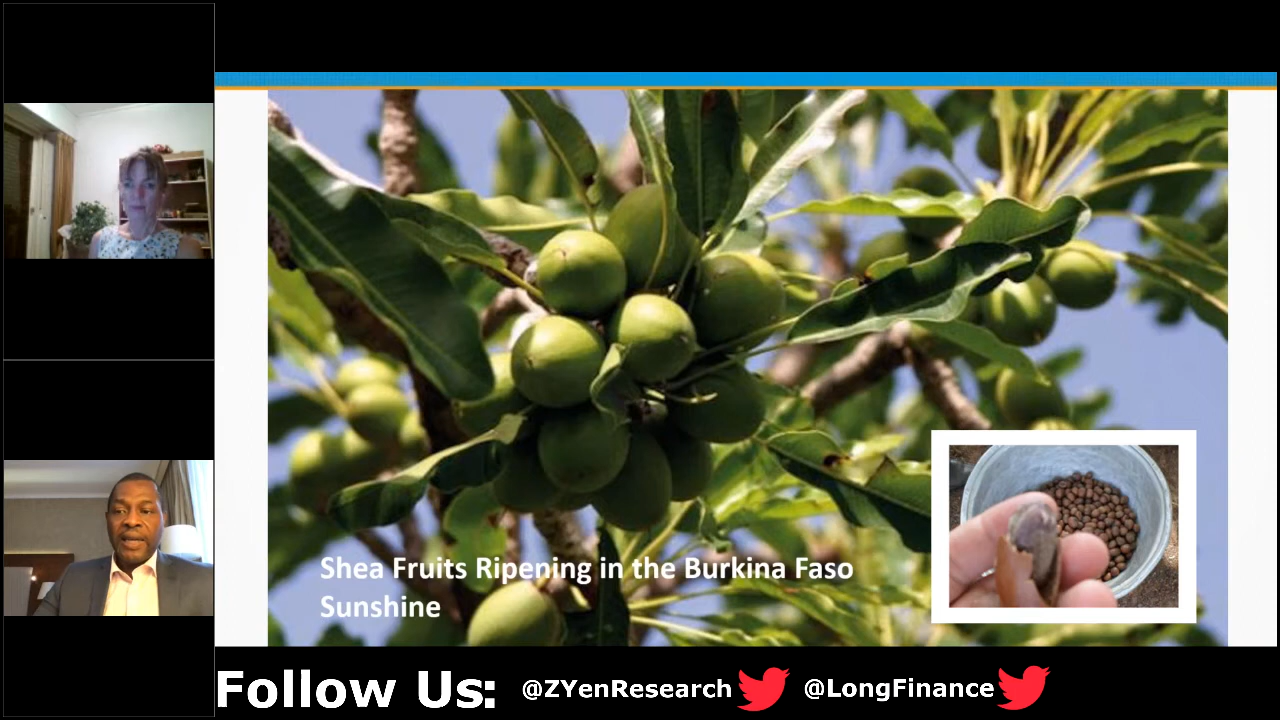 Shea Fruits Ripening in the Burkina Faso
Sunshine
Follow Us: @ZYenResearch @LongFinance